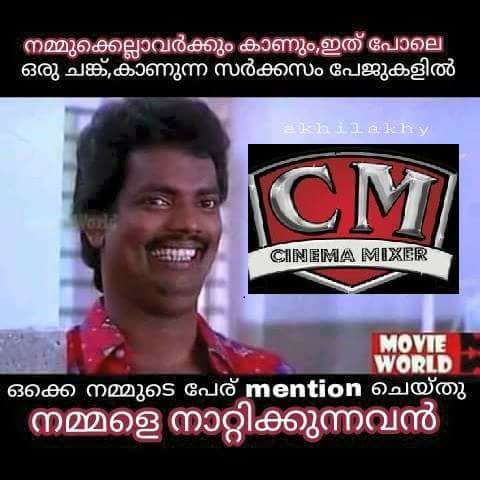 നമ്മുക്കെല്ലാവർക്കും കാണും,ഇത് പോലെ
ഒരു ചങ്ക്,കാണുന്ന സർക്കസം പേജുകളിൽ
akhilakhy
CM
CINEMA MIXER
MOVIE
WORLD
ഒക്കെ നമ്മുടെ പേര് mention ചെയ്തു
നമ്മളെ നാറ്റിക്കുന്നവൻ